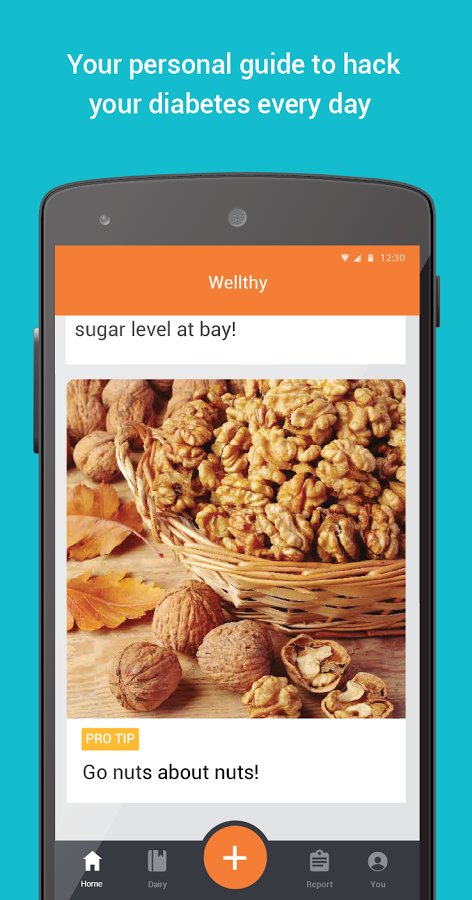 Your personal guide to hack
your diabetes every day
12:30
Wellthy
sugar level at bay!
PRO TIP
Go nuts about nuts!
Home
Dairy
Report
You